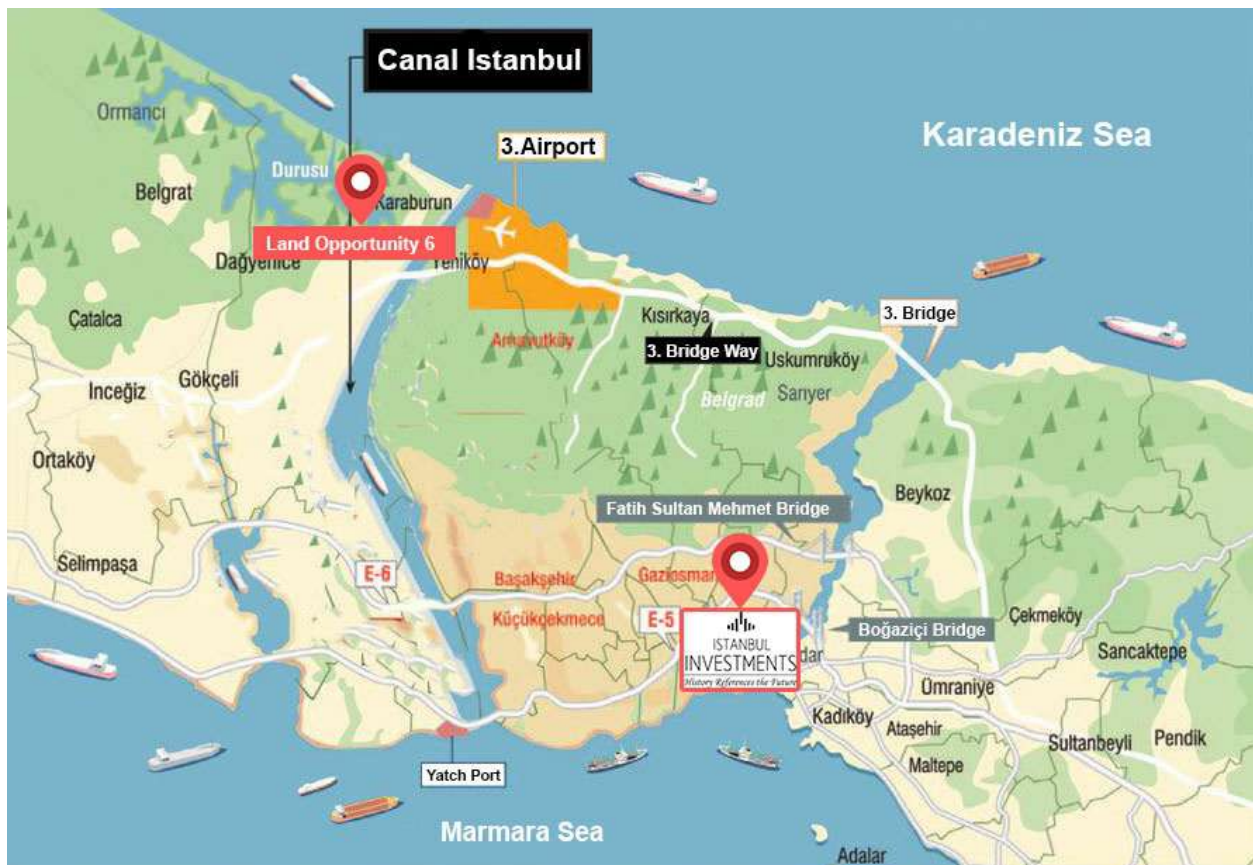 Canal Istanbul
Karadeniz Sea
3.Airport
Ormancı
Durusu
Belgrat
Karaburun
Land Opportunity 6
Dağyenice
Yeniköy
Çatalca
Kısırkaya
3. Bridge
Arnavutköy
3. Bridge Way
Uskumruköy
İnceğiz
Gökçeli
Belgrad
Sarıyer
Ortaköy
Beykoz
Fatih Sultan Mehmet Bridge
Selimpaşa
E-6
Başakşehir
Gaziosman
Küçükçekmece
E-5
Çekmeköy
Boğaziçi Bridge
ISTANBUL
INVESTMENTS
History References the Future
dar
Sancaktepe
Ümraniye
Kadıköy
Ataşehir
Sultanbeyli
Pendik
Maltepe
Yatch Port
Marmara Sea
Adalar